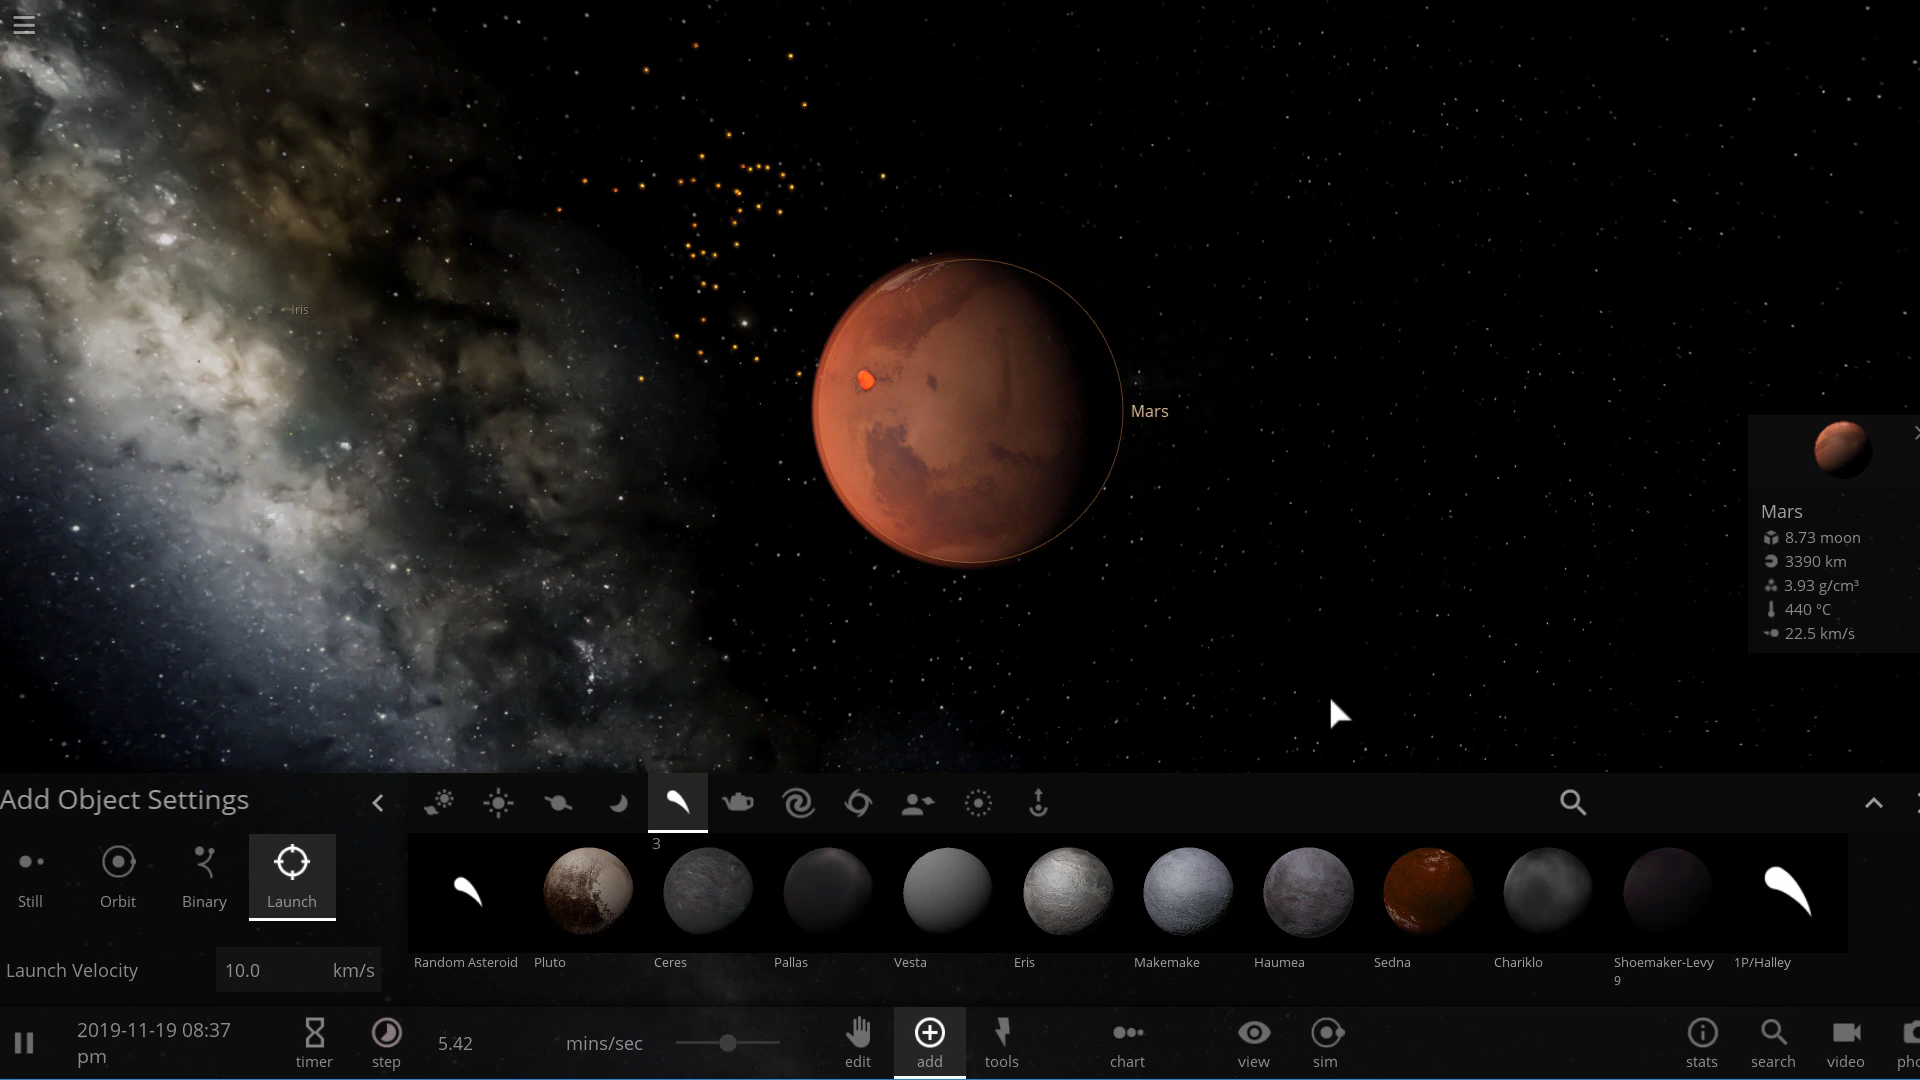 Iris
Mars
Mars
8.73 moon
3390 km
3.93 g/cm³
440 °C
22.5 km/s
Add Object Settings
Still
Orbit
Binary
Launch
Launch Velocity
10.0
km/s
3
Random Asteroid
Pluto
Ceres
Pallas
Vesta
Eris
Makemake
Haumea
Sedna
Chariklo
Shoemaker-Levy
9
1P/Halley
2019-11-19 08:37
pm
timer
step
5.42
mins/sec
edit
add
tools
chart
view
sim
stats
search
video
pho